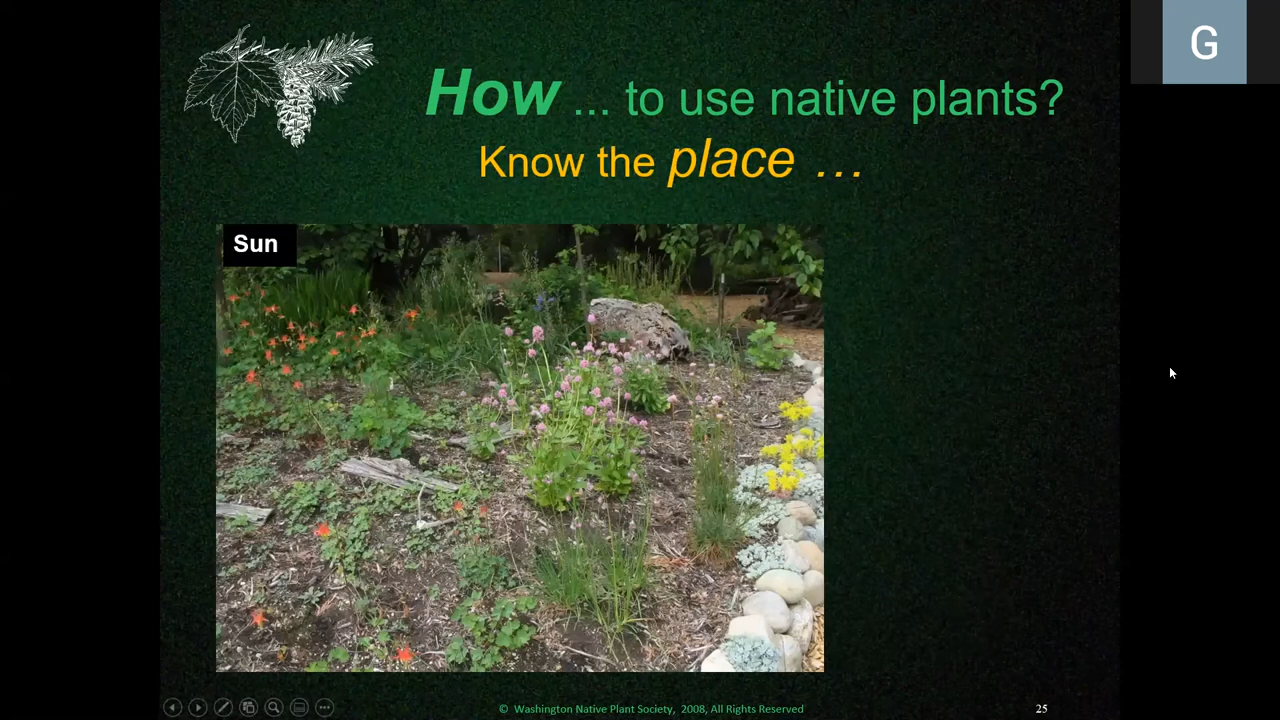 How ... to use native plants?
Know the place ...
Sun
G
© Washington Native Plant Society, 2008, All Rights Reserved
25